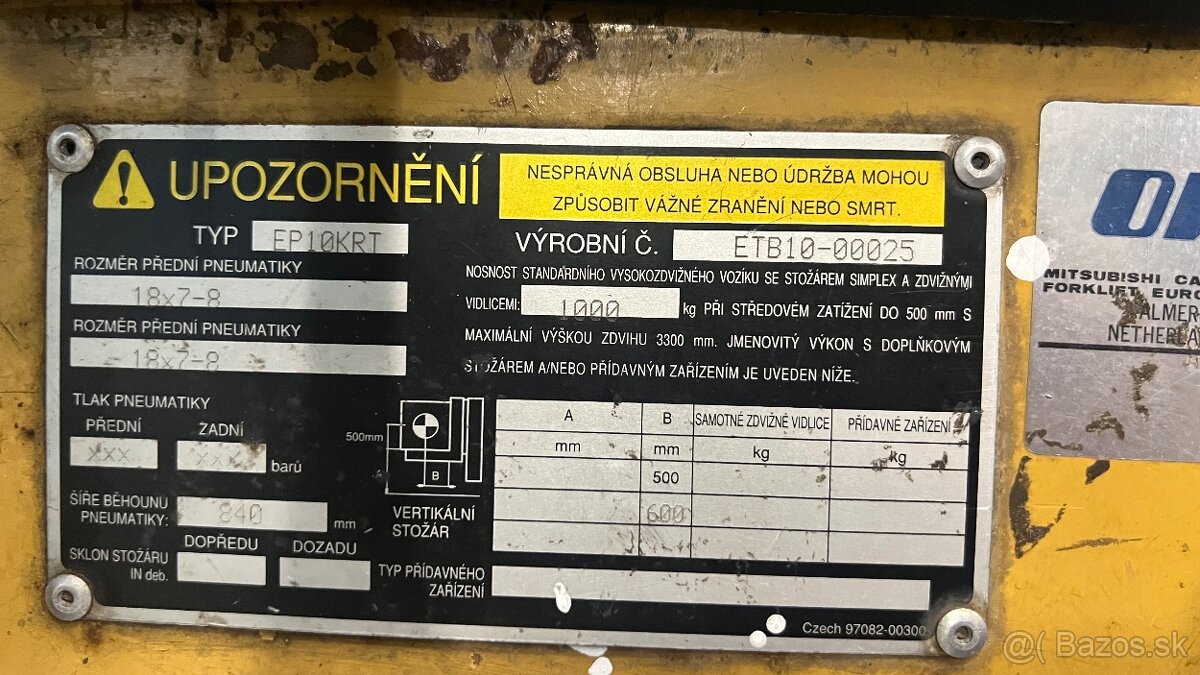 UPOZORNĚNÍ
NESPRÁVNÁ OBSLUHA NEBO ÚDRŽBA MOHOU
ZPŮSOBIT VÁŽNÉ ZRANĚNÍ NEBO SMRT.
TYP EP10KRT
VÝROBNÍ Č. ETB10-00025
ROZMĚR PŘEDNÍ PNEUMATIKY
18x7-8
ROZMĚR PŘEDNÍ PNEUMATIKY
18x7-8
NOSNOST STANDARDNÍHO VYSOKOZDVIŽNÉHO VOZÍKU SE STOŽÁREM SIMPLEX A ZDVIŽNÝMI
VIDLICEMI: 1000 kg PŘI STŘEDOVÉM ZATÍŽENÍ DO 500 mm S
MAXIMÁLNÍ VÝŠKOU ZDVIHU 3300 mm. JMENOVITÝ VÝKON S DOPLŇKOVÝM
STOŽÁREM A/NEBO PŘÍDAVNÝM ZAŘÍZENÍM JE UVEDEN NÍŽE.
TLAK PNEUMATIKY
PŘEDNÍ ZADNÍ
xxx xxx barů
ŠÍŘE BĚHOUNU
PNEUMATIKY: 840 mm
DOPŘEDU DOZADU
SKLON STOŽÁRU
IN deb.
500mm
B
VERTIKÁLNÍ
STOŽÁR
A B SAMOTNÉ ZDVIŽNÉ VIDLICE PŘÍDAVNÉ ZAŘÍZENÍ
mm mm kg kg
500
600
TYP PŘÍDAVNÉHO
ZAŘÍZENÍ
Czech 97082-00300
MITSUBISHI
FORKLIFT
Bazos.sk